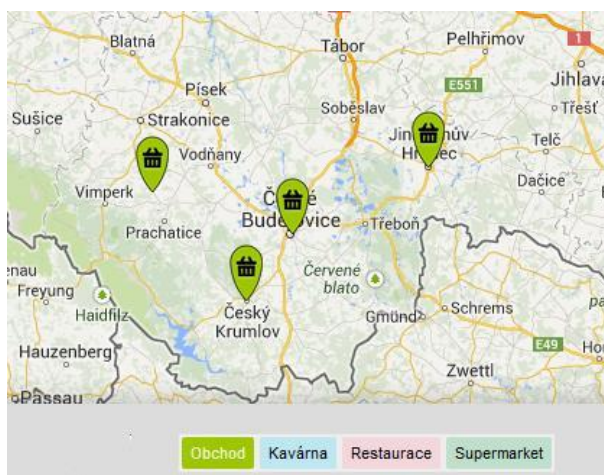 Blatná
Tábor
Pelhřimov
1
Jihlava
Písek
E551
Soběslav
Třešť
Sušice
Strakonice
Telč
Vodňany
Dačice
Vimperk
Třeboň
Prachatice
Červené
blato
Freyung
Haidfilz
Český
Krumlov
Gmünd
Schrems
E49
Hauzenberg
Zwettl
Passau
Obchod
Kavárna
Restaurace
Supermarket